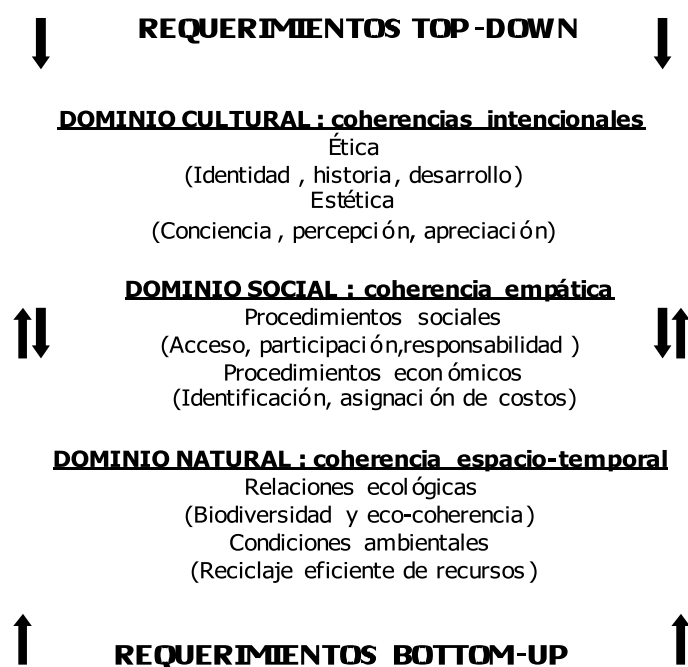 REQUERIMIENTOS TOP-DOWN
DOMINIO CULTURAL : coherencias intencionales
Ética
(Identidad , historia , desarrollo)
Estética
(Conciencia , percepción, apreciación)
DOMINIO SOCIAL : coherencia empática
Procedimientos sociales
(Acceso, participación,responsabilidad )
Procedimientos económicos
(Identificación, asignación de costos)
DOMINIO NATURAL : coherencia espacio-temporal
Relaciones ecológicas
(Biodiversidad y eco-coherencia)
Condiciones ambientales
(Reciclaje eficiente de recursos )
REQUERIMIENTOS BOTTOM-UP